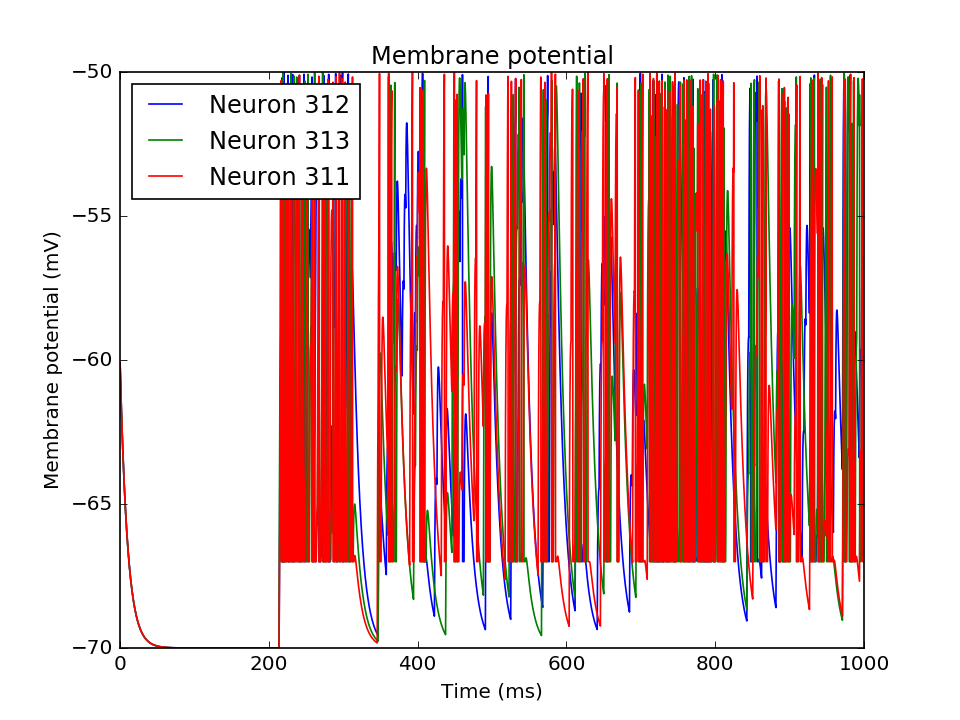 Membrane potential
Membrane potential (mV)
−50
−55
−60
−65
−70
Neuron 312
Neuron 313
Neuron 311
0 200 400 600 800 1000
Time (ms)